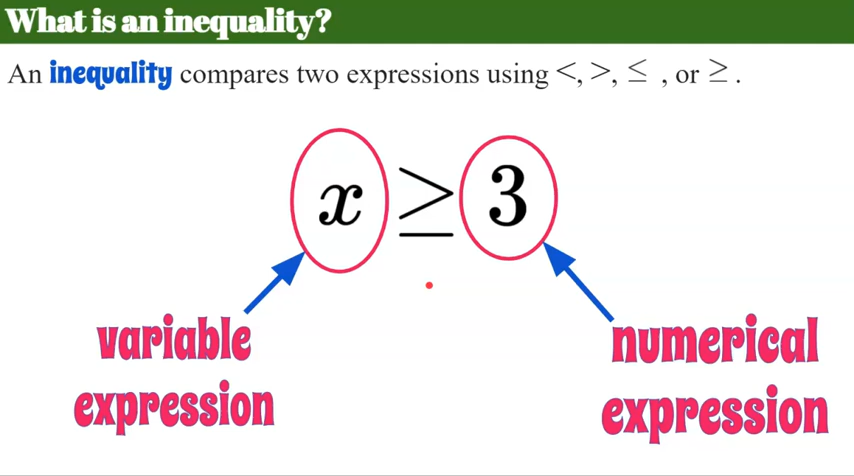 What is an inequality?
An inequality compares two expressions using <, >, ≤ , or ≥ .
x ≥ 3
variable
expression
numerical
expression